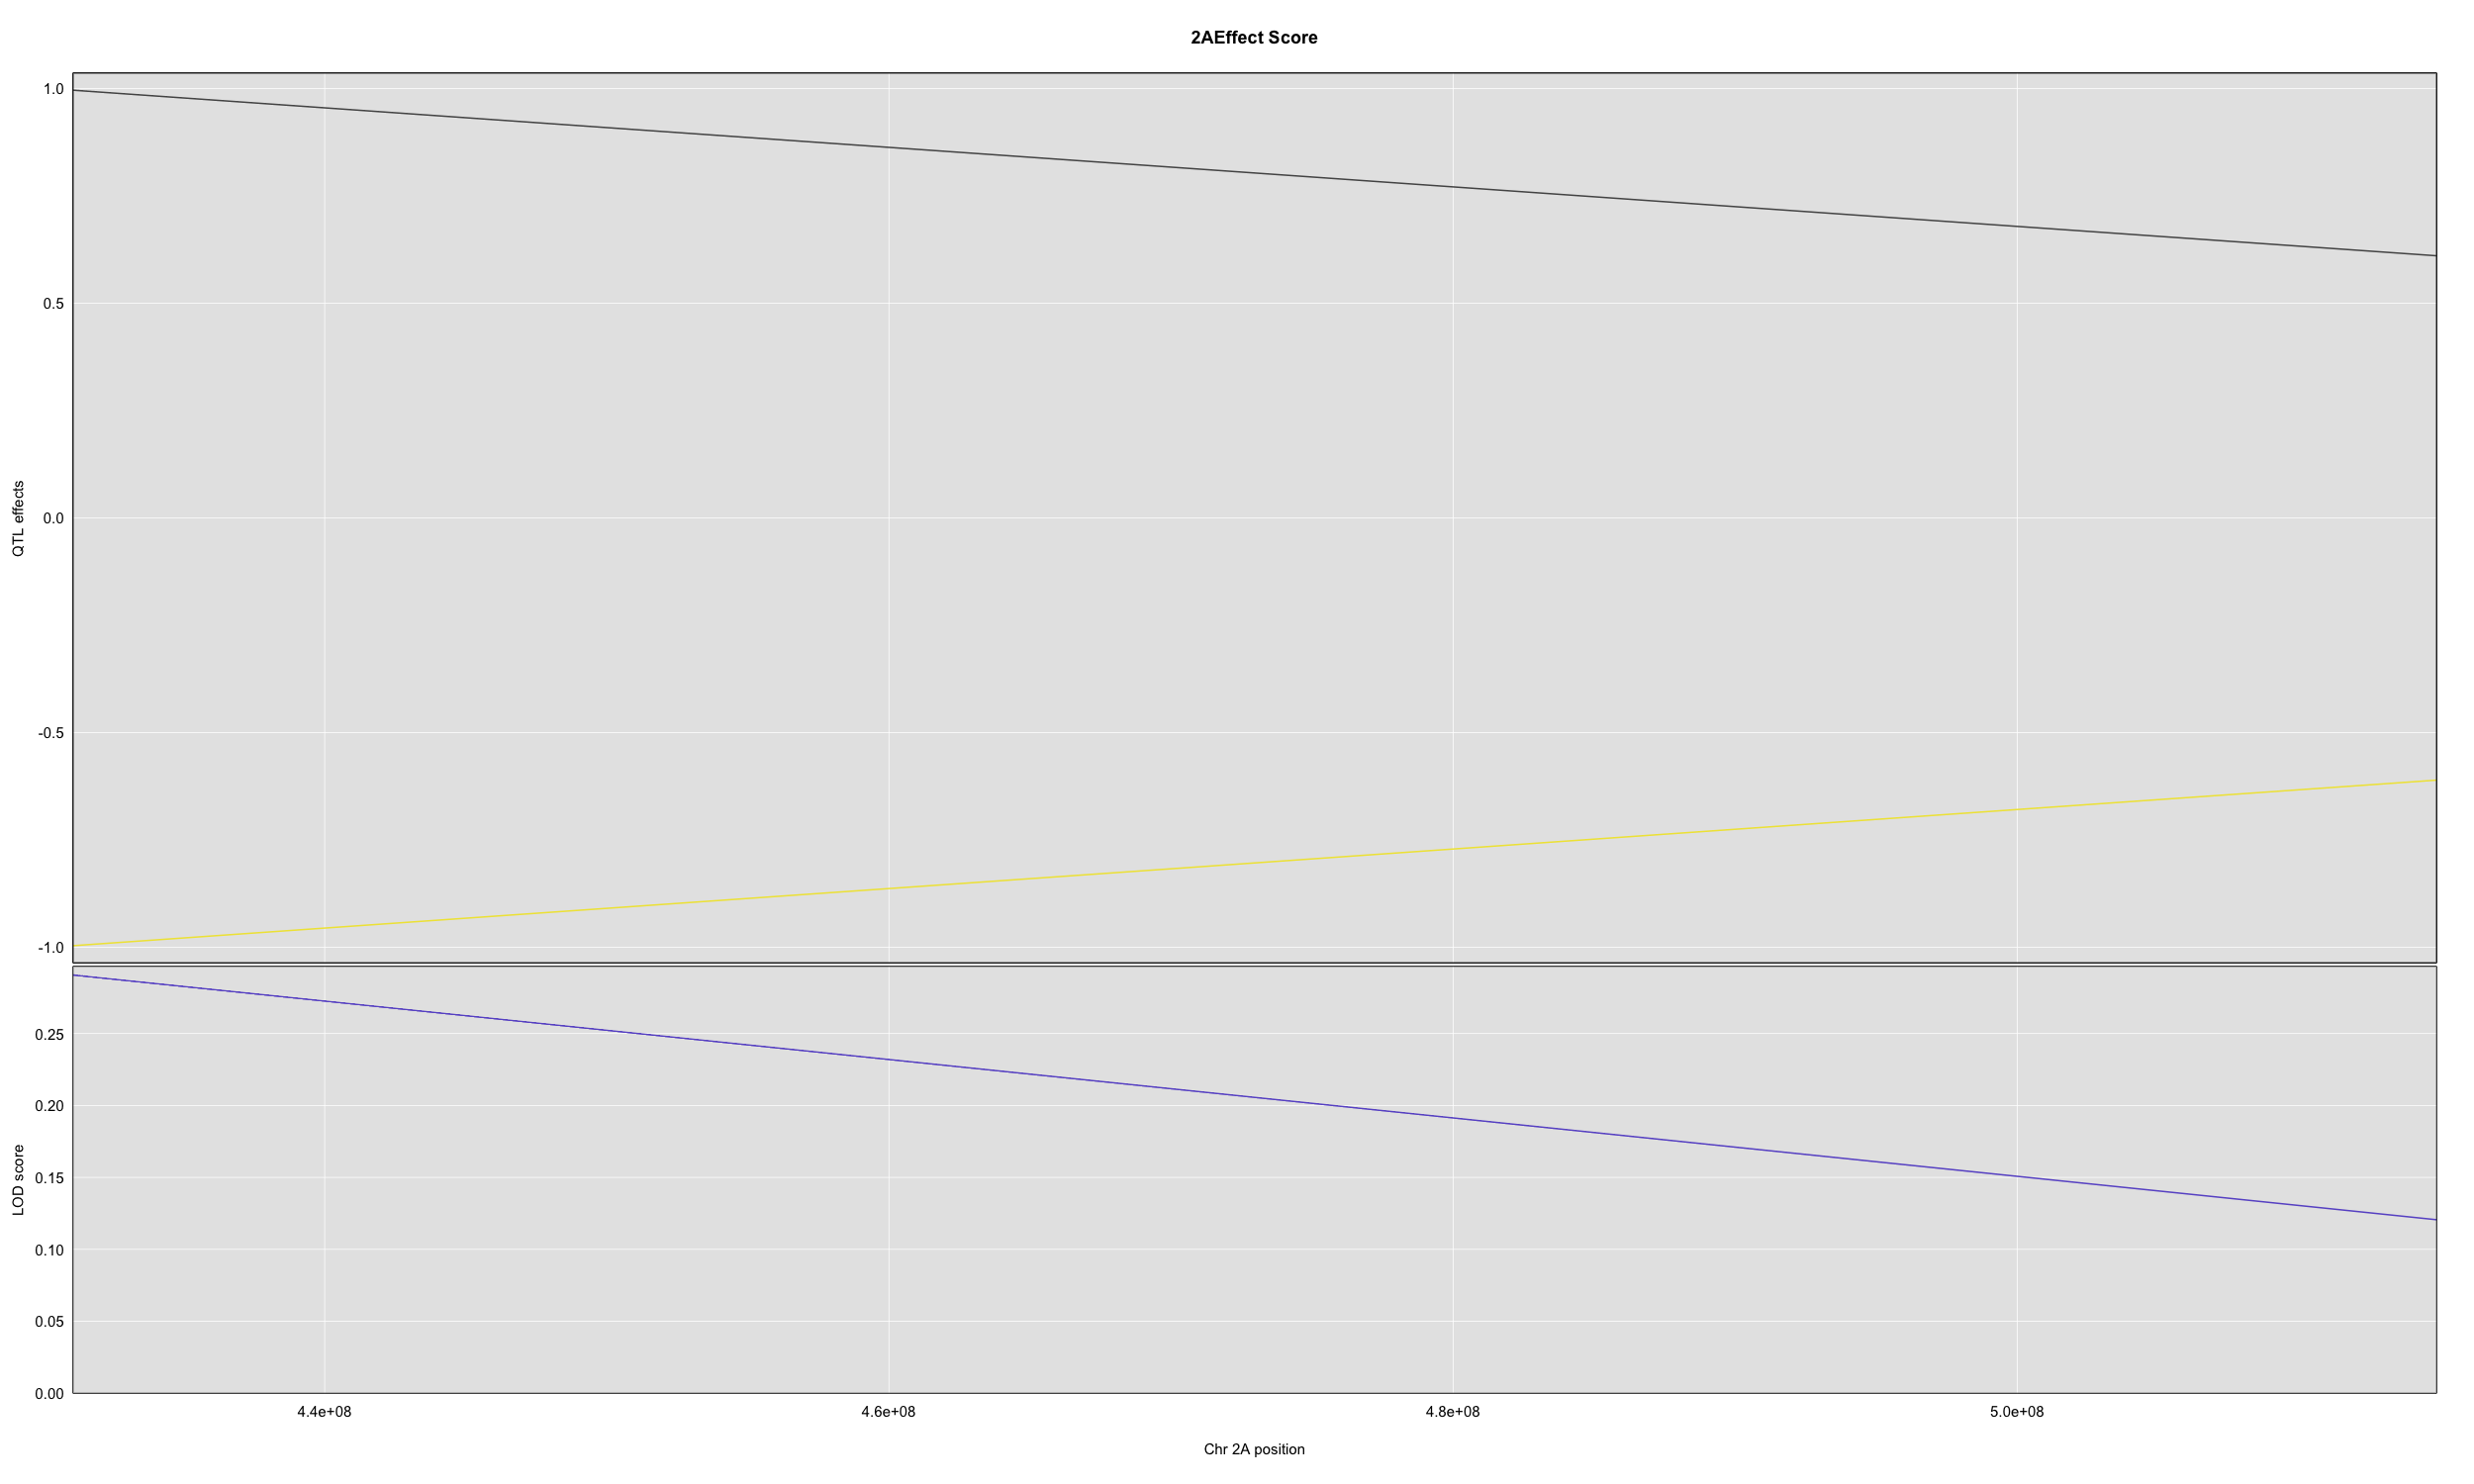 2AEffect Score
1.0
0.5
0.0
-0.5
-1.0
QTL effects
0.25
0.20
0.15
0.10
0.05
0.00
LOD score
4.4e+08
4.6e+08
4.8e+08
5.0e+08
Chr 2A position